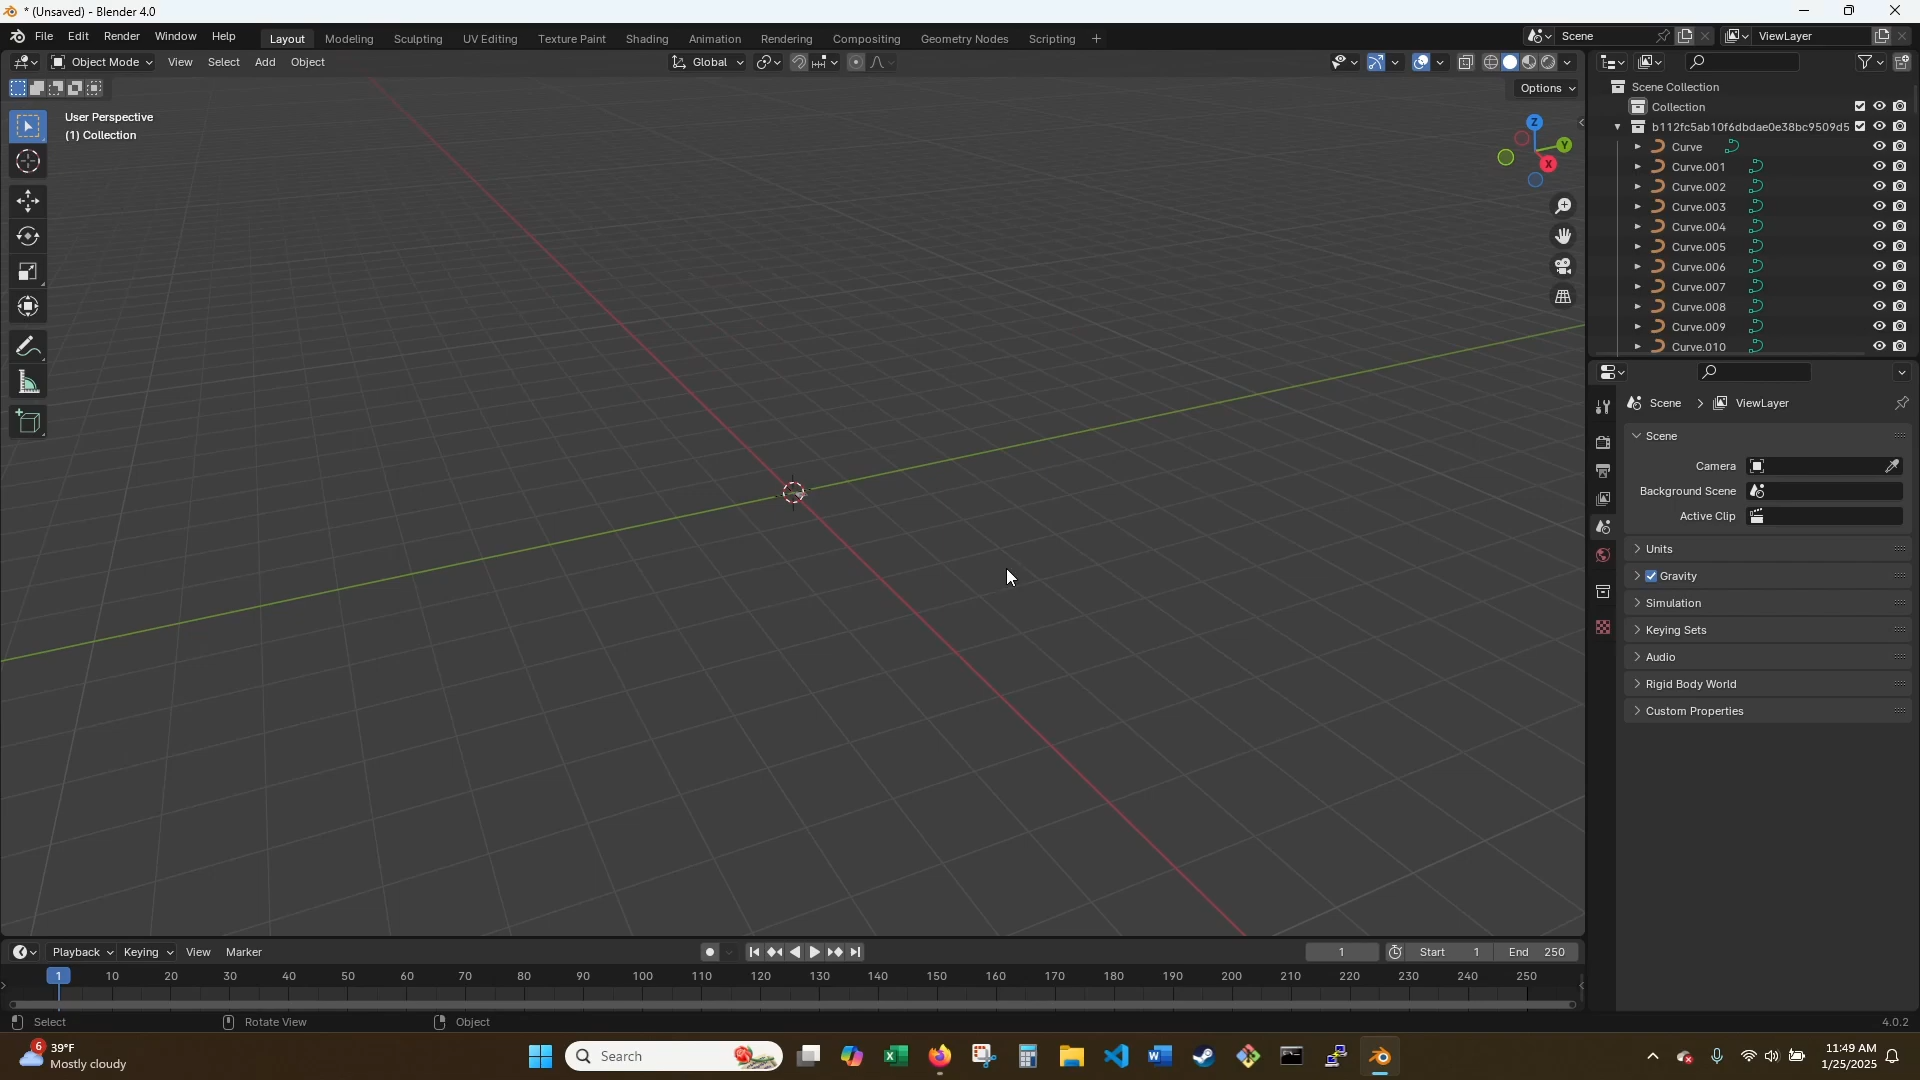 * (Unsaved) - Blender 4.0
File Edit Render Window Help Layout Modeling Sculpting UV Editing Texture Paint Shading Animation Rendering Compositing Geometry Nodes Scripting + Scene ViewLayer
Object Mode View Select Add Object Global
Options
User Perspective
(1) Collection
Z
Y
X
Scene Collection
Collection
b112fc5ab10f6dbdae0e38bc9509d5
Curve
Curve.001
Curve.002
Curve.003
Curve.004
Curve.005
Curve.006
Curve.007
Curve.008
Curve.009
Curve.010
Scene > ViewLayer
Scene
Camera
Background Scene
Active Clip
Units
Gravity
Simulation
Keying Sets
Audio
Rigid Body World
Custom Properties
Playback Keying View Marker 1 Start 1 End 250
1 10 20 30 40 50 60 70 80 90 100 110 120 130 140 150 160 170 180 190 200 210 220 230 240 250
Select Rotate View Object 4.0.2
6 39°F
Mostly cloudy
Search
11:49 AM
1/25/2025